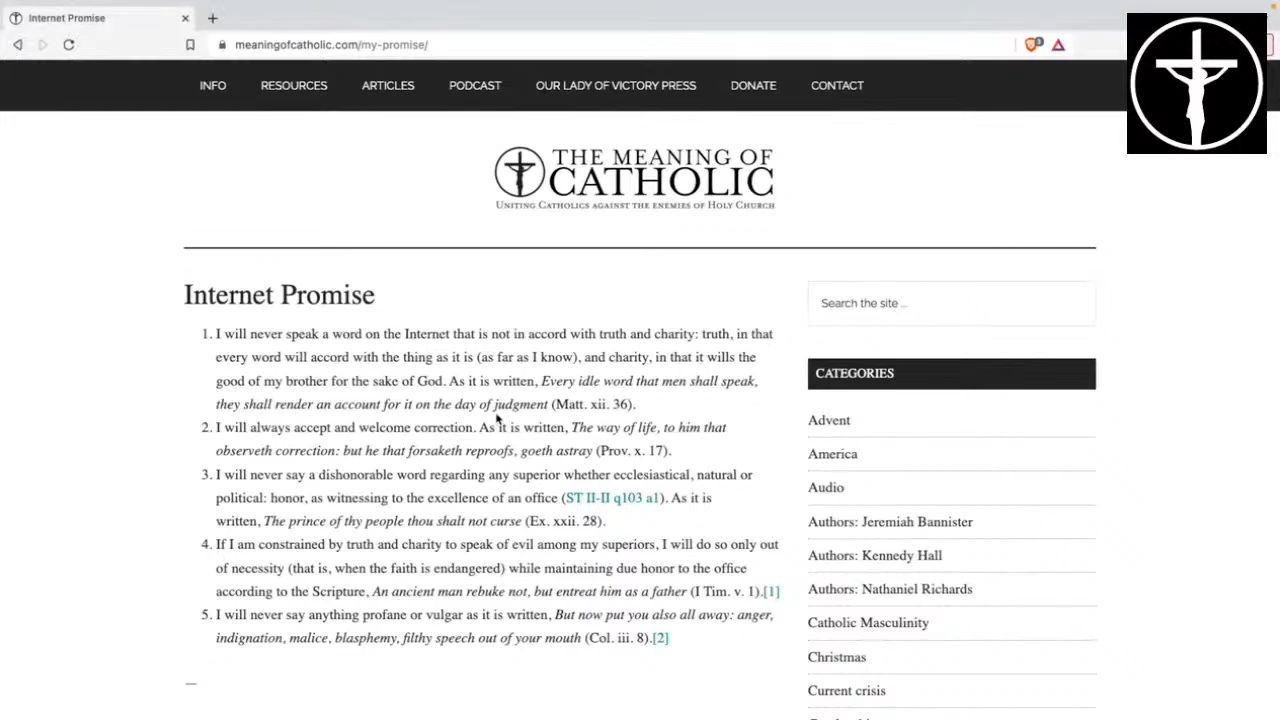 Internet Promise
meaningofcatholic.com/my-promise/
INFO RESOURCES ARTICLES PODCAST OUR LADY OF VICTORY PRESS DONATE CONTACT
THE MEANING OF
CATHOLIC
UNITING CATHOLICS AGAINST THE ENEMIES OF HOLY CHURCH
Internet Promise
1. I will never speak a word on the Internet that is not in accord with truth and charity: truth, in that
every word will accord with the thing as it is (as far as I know), and charity, in that it wills the
good of my brother for the sake of God. As it is written, Every idle word that men shall speak,
they shall render an account for it on the day of judgment (Matt. xii. 36).
2. I will always accept and welcome correction. As it is written, The way of life, to him that
observeth correction: but he that forsaketh reproofs, goeth astray (Prov. x. 17).
3. I will never say a dishonorable word regarding any superior whether ecclesiastical, natural or
political: honor, as witnessing to the excellence of an office (ST II-II q103 a1). As it is
written, The prince of thy people thou shalt not curse (Ex. xxii. 28).
4. If I am constrained by truth and charity to speak of evil among my superiors, I will do so only out
of necessity (that is, when the faith is endangered) while maintaining due honor to the office
according to the Scripture, An ancient man rebuke not, but entreat him as a father (I Tim. v. 1).[1]
5. I will never say anything profane or vulgar as it is written, But now put you also all away: anger,
indignation, malice, blasphemy, filthy speech out of your mouth (Col. iii. 8).[2]
—
Search the site ...
CATEGORIES
Advent
America
Audio
Authors: Jeremiah Bannister
Authors: Kennedy Hall
Authors: Nathaniel Richards
Catholic Masculinity
Christmas
Current crisis